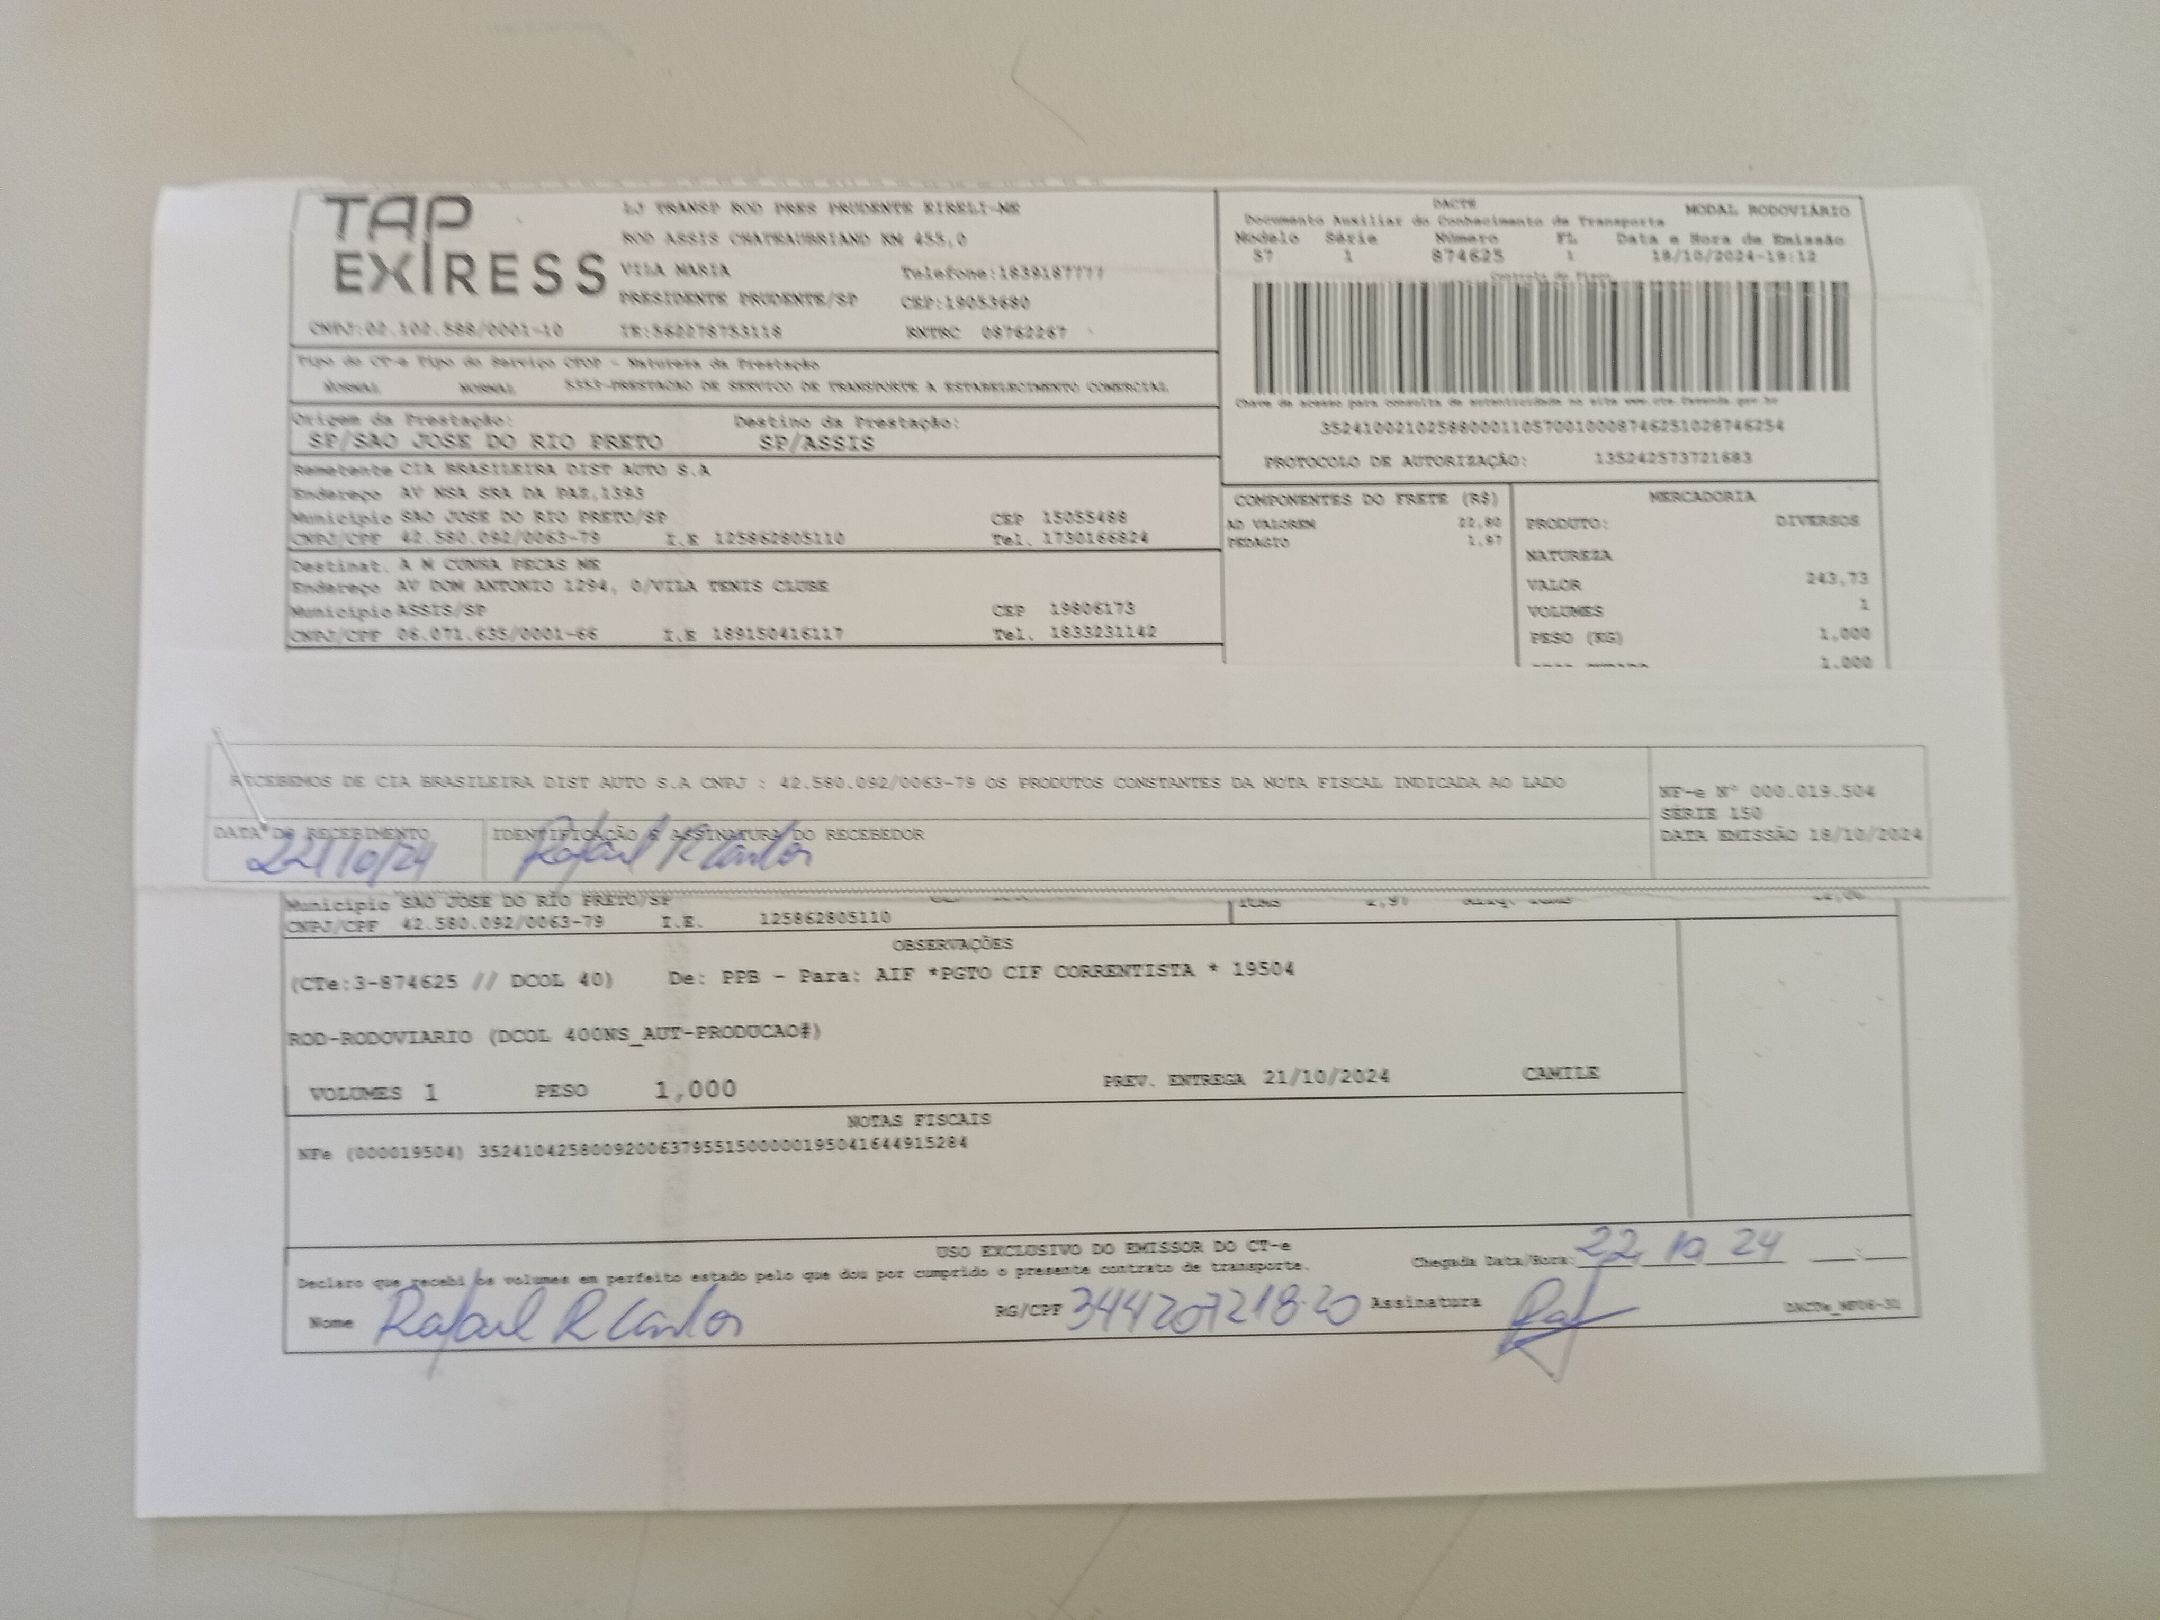 TAP
EXPRESS
LJ TRANSP ROD PRES PRUDENTE EIRELI-ME
ROD ASSIS CHATEAUBRIAND KM 455,0
VILA MARIA Telefone:1839187777
PRESIDENTE PRUDENTE/SP CEP:19053680
CNPJ:02.102.588/0001-10 IE:562278753118 RNTRC 08762267
DACTE
Documento Auxiliar do Conhecimento de Transporte MODAL RODOVIÁRIO
Modelo Série Número FL Data e Hora de Emissão
57 1 874625 1 18/10/2024-19:12
Controle do Fisco
Tipo do CT-e Tipo do Serviço CFOP - Natureza da Prestação
NORMAL NORMAL 5353-PRESTACAO DE SERVICO DE TRANSPORTE A ESTABELECIMENTO COMERCIAL
Chave de acesso para consulta de autenticidade no site www.cte.fazenda.gov.br
35241002102588000110570010008746251028746254
PROTOCOLO DE AUTORIZAÇÃO: 135242573721683
Origem da Prestação: Destino da Prestação:
SP/SAO JOSE DO RIO PRETO SP/ASSIS
Remetente CIA BRASILEIRA DIST AUTO S.A
Endereço AV NSA SRA DA PAZ,1393
Município SAO JOSE DO RIO PRETO/SP CEP 15055488
CNPJ/CPF 42.580.092/0063-79 I.E 125862805110 Tel. 1730166824
Destinat. A M CUNHA PECAS ME
Endereço AV DOM ANTONIO 1294, 0/VILA TENIS CLUBE
Município ASSIS/SP CEP 19806173
CNPJ/CPF 06.071.635/0001-66 I.E 189150416117 Tel. 1833231142
COMPONENTES DO FRETE (R$)
AD VALOREM 22,80
PEDAGIO 1,97
MERCADORIA
PRODUTO: DIVERSOS
NATUREZA
VALOR 243,73
VOLUMES 1
PESO (KG) 1,000
1,000
RECEBEMOS DE CIA BRASILEIRA DIST AUTO S.A CNPJ : 42.580.092/0063-79 OS PRODUTOS CONSTANTES DA NOTA FISCAL INDICADA AO LADO
NF-e Nº 000.019.504
SÉRIE 150
DATA EMISSÃO 18/10/2024
DATA DO RECEBIMENTO IDENTIFICAÇÃO E ASSINATURA DO RECEBEDOR
22/10/24 Rafael R Carlos
Município SAO JOSE DO RIO PRETO/SP
CNPJ/CPF 42.580.092/0063-79 I.E. 125862805110
ICMS 2,97
OBSERVAÇÕES
(CTe:3-874625 // DCOL 40) De: PPB - Para: AIF *PGTO CIF CORRENTISTA * 19504
ROD-RODOVIARIO (DCOL 400NS_AUT-PRODUCAO#)
VOLUMES 1 PESO 1,000 PREV. ENTREGA 21/10/2024 CAMILE
NOTAS FISCAIS
NFe (000019504) 35241042580092006379551500000195041644915284
USO EXCLUSIVO DO EMISSOR DO CT-e
Declaro que recebi os volumes em perfeito estado pelo que dou por cumprido o presente contrato de transporte. Chegada Data/Hora: 22 10 24
Nome Rafael R Carlos RG/CPF 344207218-20 Assinatura Raf